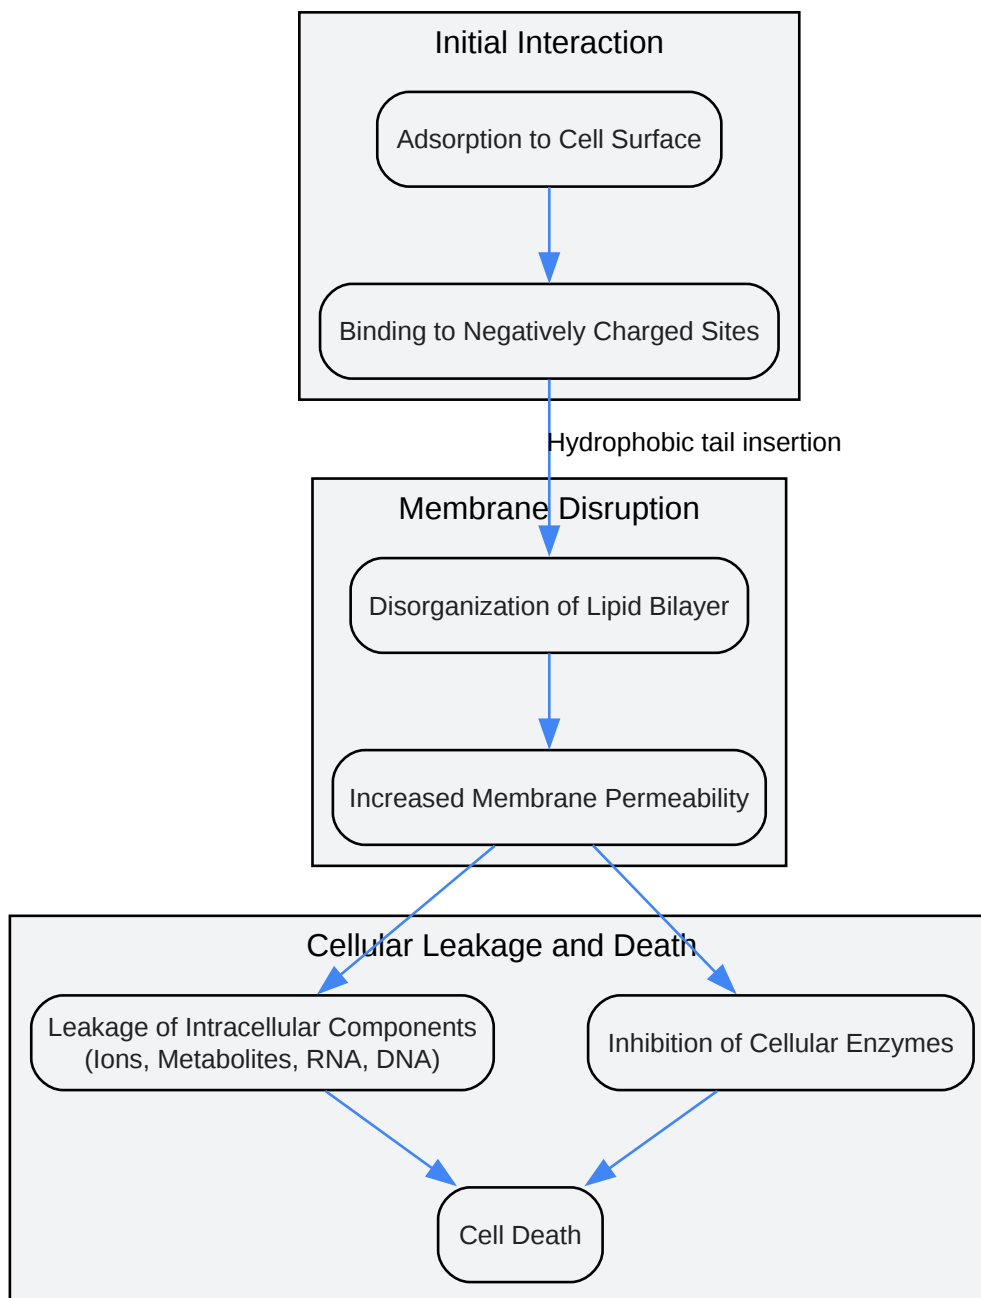 Initial Interaction
Adsorption to Cell Surface
Binding to Negatively Charged Sites
Hydrophobic tail insertion
Membrane Disruption
Disorganization of Lipid Bilayer
Increased Membrane Permeability
Cellular Leakage and Death
Leakage of Intracellular Components
(Ions, Metabolites, RNA, DNA)
Inhibition of Cellular Enzymes
Cell Death